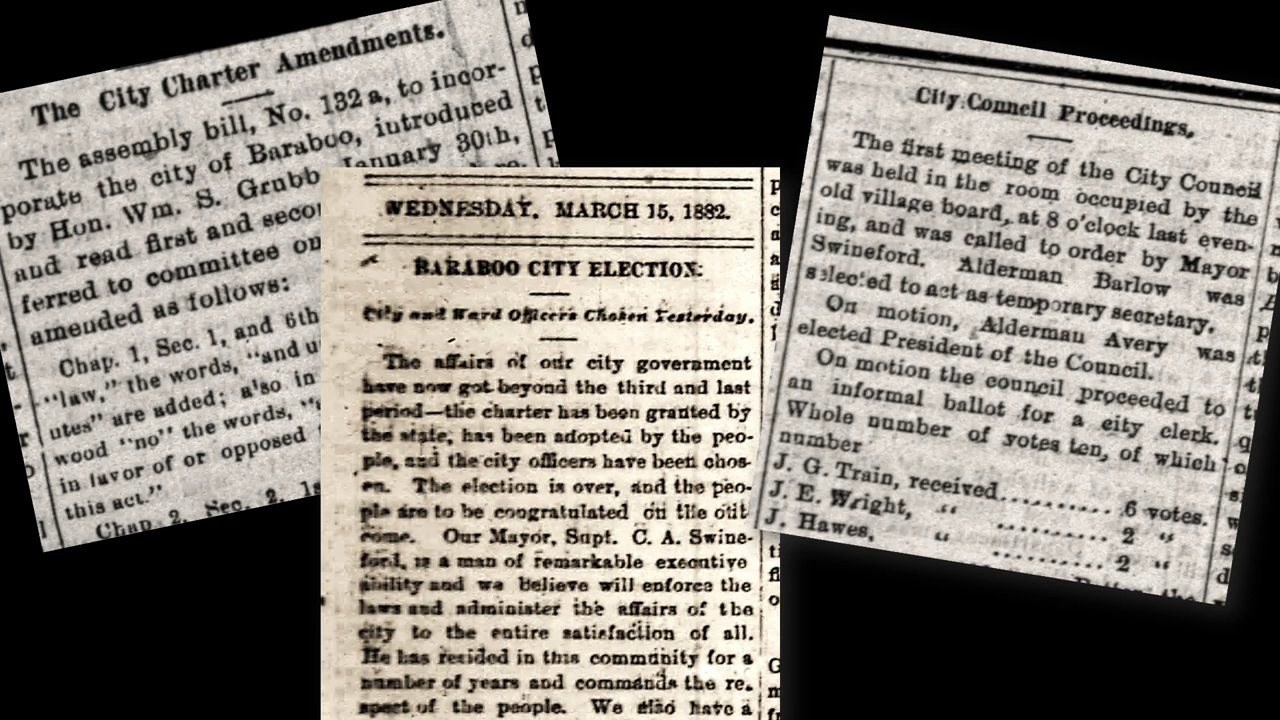 The City Charter Amendments.
The assembly bill, No. 132 a, to incor-
porate the city of Baraboo, introduced
by Hon. Wm. S. Grubb January 30th,
and read first and
ferred to committee on
amended as follows:
Chap. 1, Sec. 1, and 6th
"law," the words, "and
utes" are added; also in
wood "no" the words,
in favor of or opposed
this act."
Chap. 2, Sec. 2,
WEDNESDAY, MARCH 15, 1882.
BARABOO CITY ELECTION:
City and Ward Officers Chosen Yesterday.
The affairs of our city government
have now got beyond the third and last
period—the charter has been granted by
the state, has been adopted by the peo-
ple, and the city officers have been chos-
en. The election is over, and the peo-
ple are to be congratulated on the out
come. Our Mayor, Supt. C. A. Swine-
ford, is a man of remarkable executive
ability and we believe will enforce the
laws and administer the affairs of the
city to the entire satisfaction of all.
He has resided in this community for a
number of years and commands the re-
spect of the people. We also have a
City Council Proceedings,
The first meeting of the City Council
was held in the room occupied by the
old village board, at 8 o'clock last even-
ing, and was called to order by Mayor
Swineford. Alderman Barlow was
selected to act as temporary secretary.
On motion, Alderman Avery was
elected President of the Council.
On motion the council proceeded to
an informal ballot for a city clerk.
Whole number of votes ten, of which
number
J. G. Train, received........... 6 votes.
J. E. Wright, " ........... 2 "
J. Hawes, " ........... 2 "